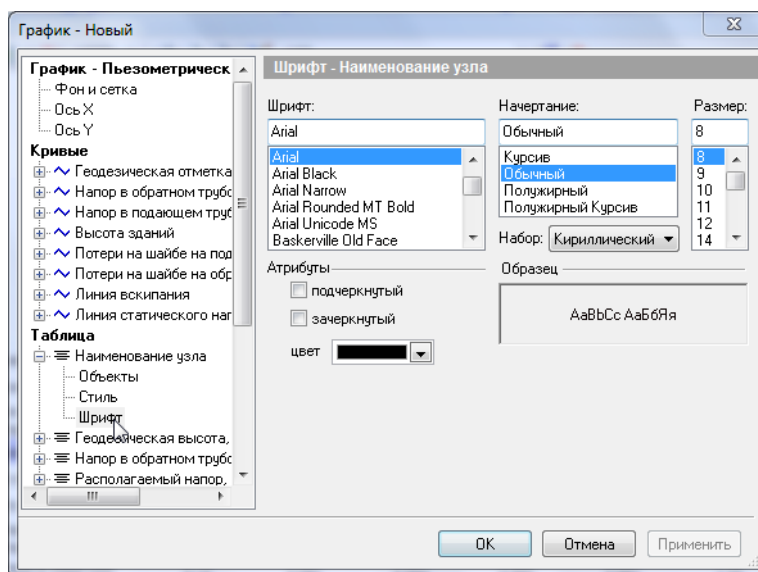 График - Новый
График - Пьезометрическ
Фон и сетка
Ось X
Ось Y
Кривые
Геодезическая отметка
Напор в обратном трубо
Напор в подающем труб
Высота зданий
Потери на шайбе на под
Потери на шайбе на обр
Линия вскипания
Линия статического нап
Таблица
Наименование узла
Объекты
Стиль
Шрифт
Геодезическая высота,
Напор в обратном трубо
Располагаемый напор,
Шрифт - Наименование узла
Шрифт:
Arial
Arial
Arial Black
Arial Narrow
Arial Rounded MT Bold
Arial Unicode MS
Baskerville Old Face
Начертание:
Обычный
Курсив
Обычный
Полужирный
Полужирный Курсив
Размер:
8
8
9
10
11
12
14
Набор: Кириллический
Атрибуты
подчеркнутый
зачеркнутый
цвет
Образец
AaBbCc АаБбЯя
OK
Отмена
Применить